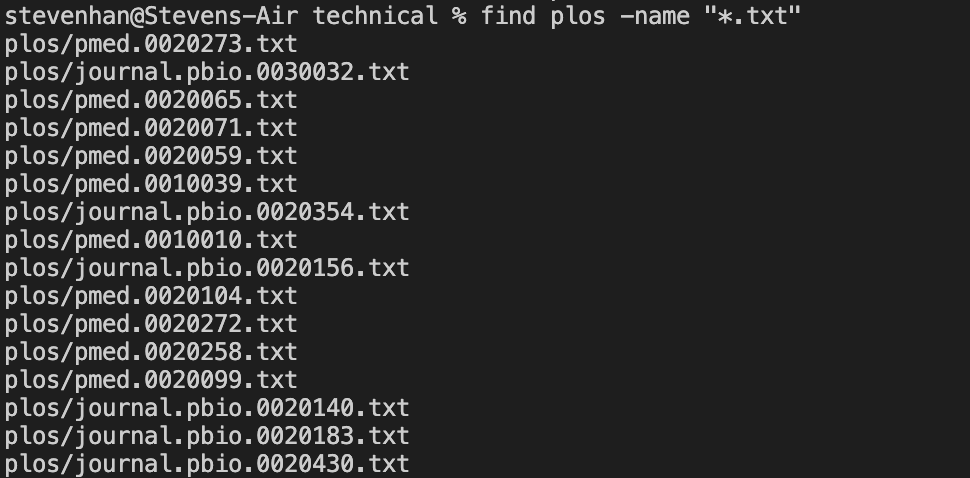 stevenhan@Stevens-Air technical % find plos -name "*.txt"
plos/pmed.0020273.txt
plos/journal.pbio.0030032.txt
plos/pmed.0020065.txt
plos/pmed.0020071.txt
plos/pmed.0020059.txt
plos/pmed.0010039.txt
plos/journal.pbio.0020354.txt
plos/pmed.0010010.txt
plos/journal.pbio.0020156.txt
plos/pmed.0020104.txt
plos/pmed.0020272.txt
plos/pmed.0020258.txt
plos/pmed.0020099.txt
plos/journal.pbio.0020140.txt
plos/journal.pbio.0020183.txt
plos/journal.pbio.0020430.txt